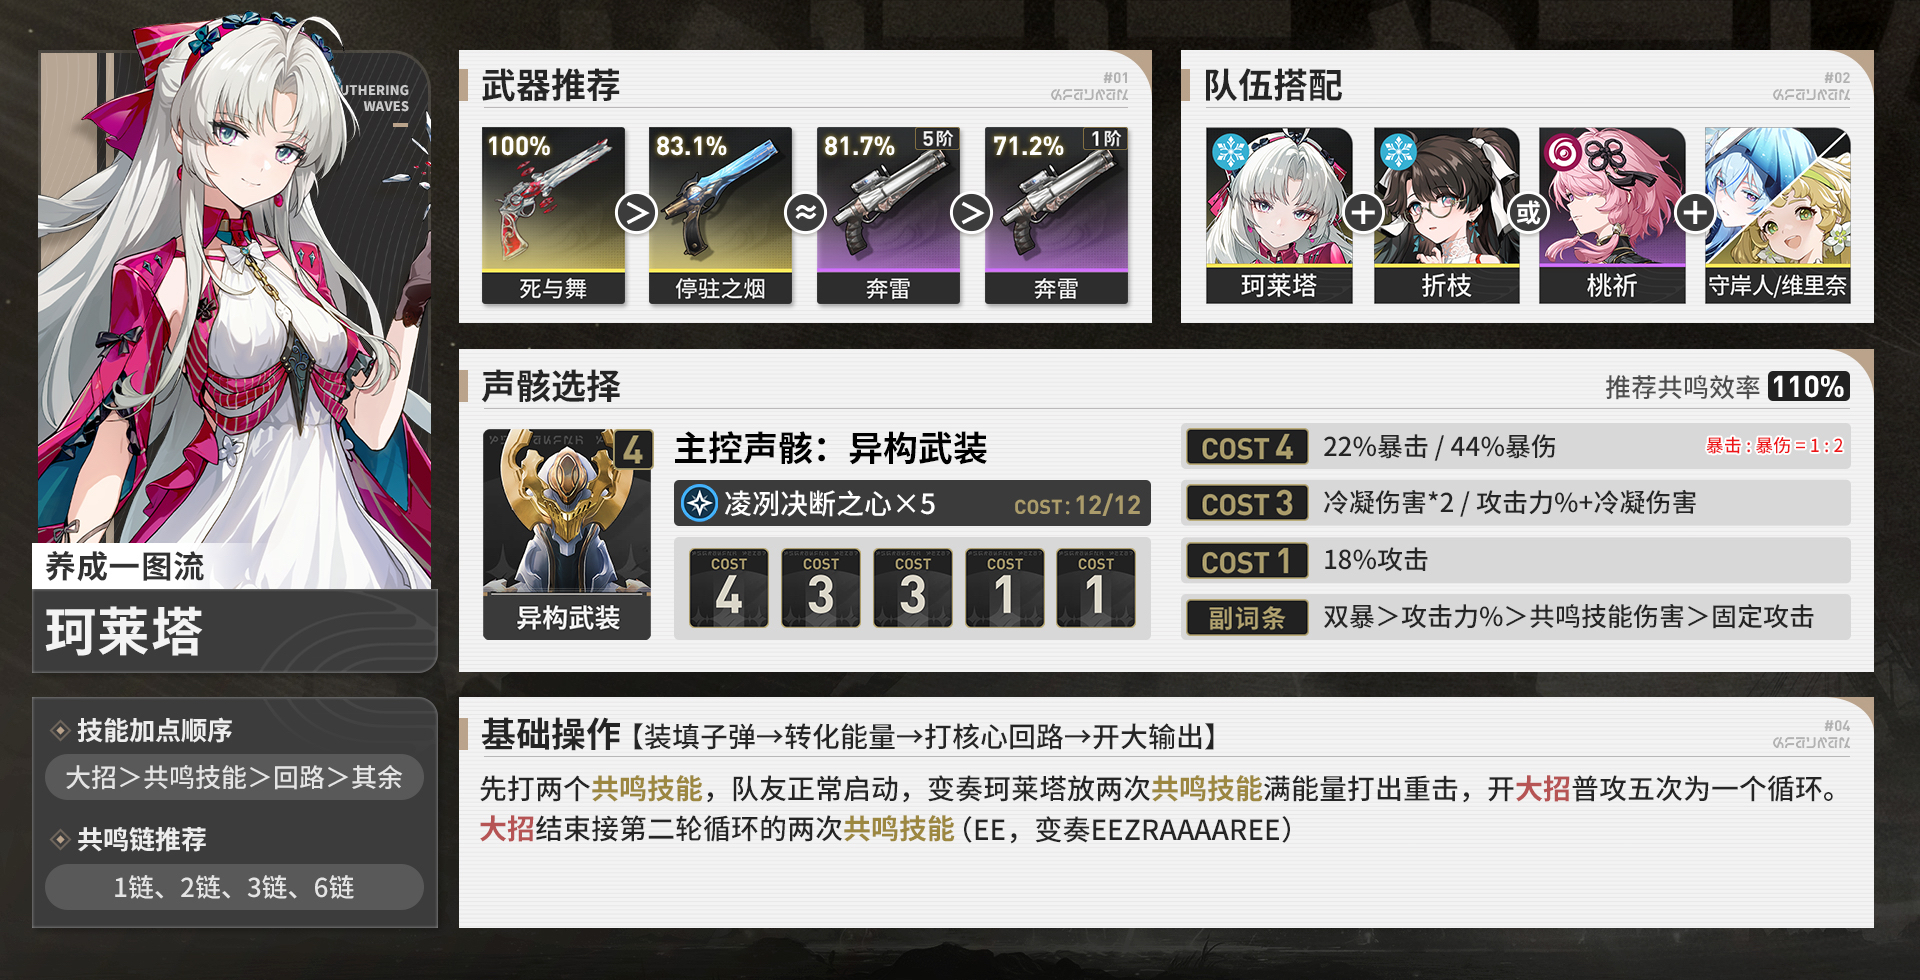 UTHERING
WAVES
养成一图流
珂莱塔
技能加点顺序
大招＞共鸣技能＞回路＞其余
共鸣链推荐
1链、2链、3链、6链
武器推荐
#01
100%
死与舞
>
83.1%
停驻之烟
≈
81.7%
5阶
奔雷
>
71.2%
1阶
奔雷
队伍搭配
#02
珂莱塔
+
折枝
或
桃祈
+
守岸人/维里奈
声骸选择
推荐共鸣效率 110%
4
异构武装
主控声骸：异构武装
凌冽决断之心×5
COST: 12/12
COST 4
COST 3
COST 3
COST 1
COST 1
COST 4 22%暴击 / 44%暴伤 暴击 : 暴伤 = 1 : 2
COST 3 冷凝伤害*2 / 攻击力%+冷凝伤害
COST 1 18%攻击
副词条 双暴＞攻击力%＞共鸣技能伤害＞固定攻击
基础操作【装填子弹→转化能量→打核心回路→开大输出】
#04
先打两个共鸣技能，队友正常启动，变奏珂莱塔放两次共鸣技能满能量打出重击，开大招普攻五次为一个循环。
大招结束接第二轮循环的两次共鸣技能（EE，变奏EEZRAAAAREE）